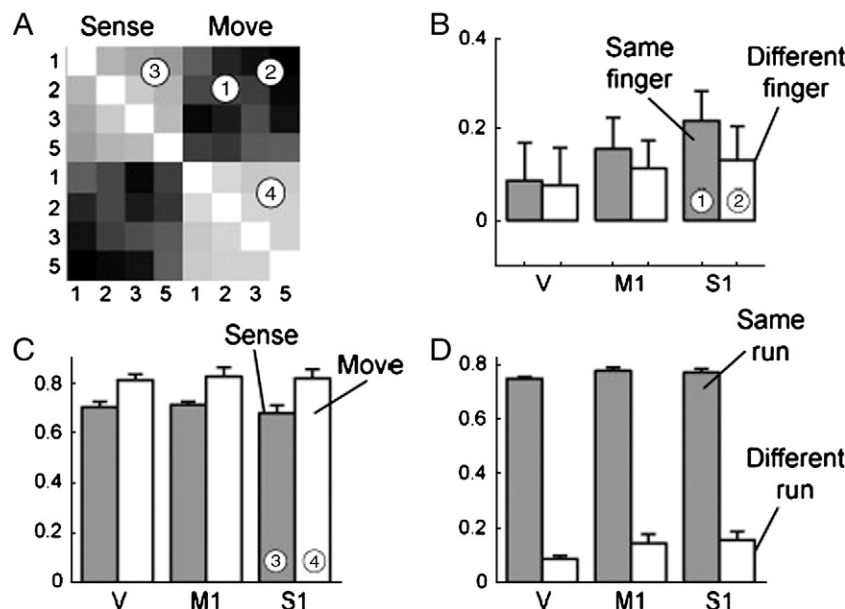 A
Sense Move
1
2
3
5
1
2
3
5
1 2 3 5 1 2 3 5
3
2
1
4
B
0.4
0.2
0
Same
finger
Different
finger
1 2
V M1 S1
C
0.8
0.6
0.4
0.2
0
Sense
Move
3 4
V M1 S1
D
0.8
0.6
0.4
0.2
0
Same
run
Different
run
V M1 S1